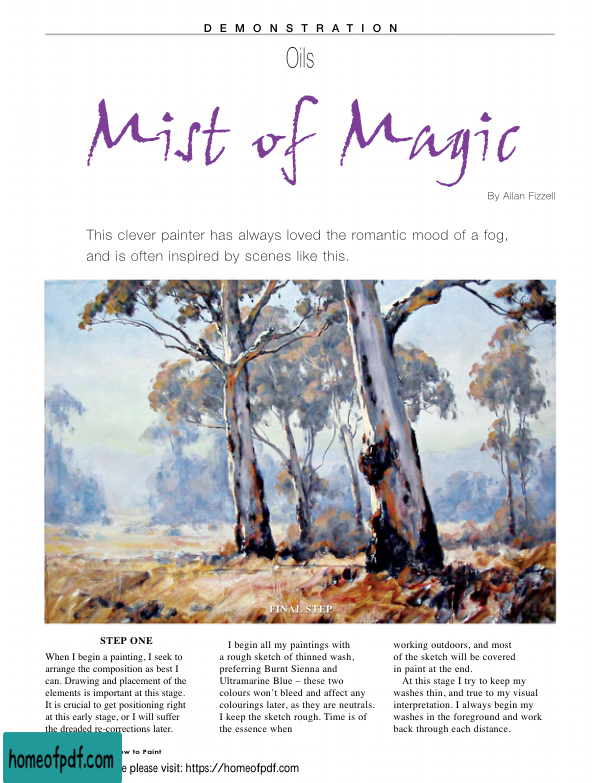 DEMONSTRATION
Oils
Mist of Magic
By Allan Fizzell
This clever painter has always loved the romantic mood of a fog,
and is often inspired by scenes like this.
FINAL STEP
STEP ONE
When I begin a painting, I seek to
arrange the composition as best I
can. Drawing and placement of the
elements is important at this stage.
It is crucial to get positioning right
at this early stage, or I will suffer
the dreaded re-corrections later.
I begin all my paintings with
a rough sketch of thinned wash,
preferring Burnt Sienna and
Ultramarine Blue – these two
colours won't bleed and affect any
colourings later, as they are neutrals.
I keep the sketch rough. Time is of
the essence when
working outdoors, and most
of the sketch will be covered
in paint at the end.
At this stage I try to keep my
washes thin, and true to my visual
interpretation. I always begin my
washes in the foreground and work
back through each distance.
to Paint
homeofpdf.com
please visit: https://homeofpdf.com